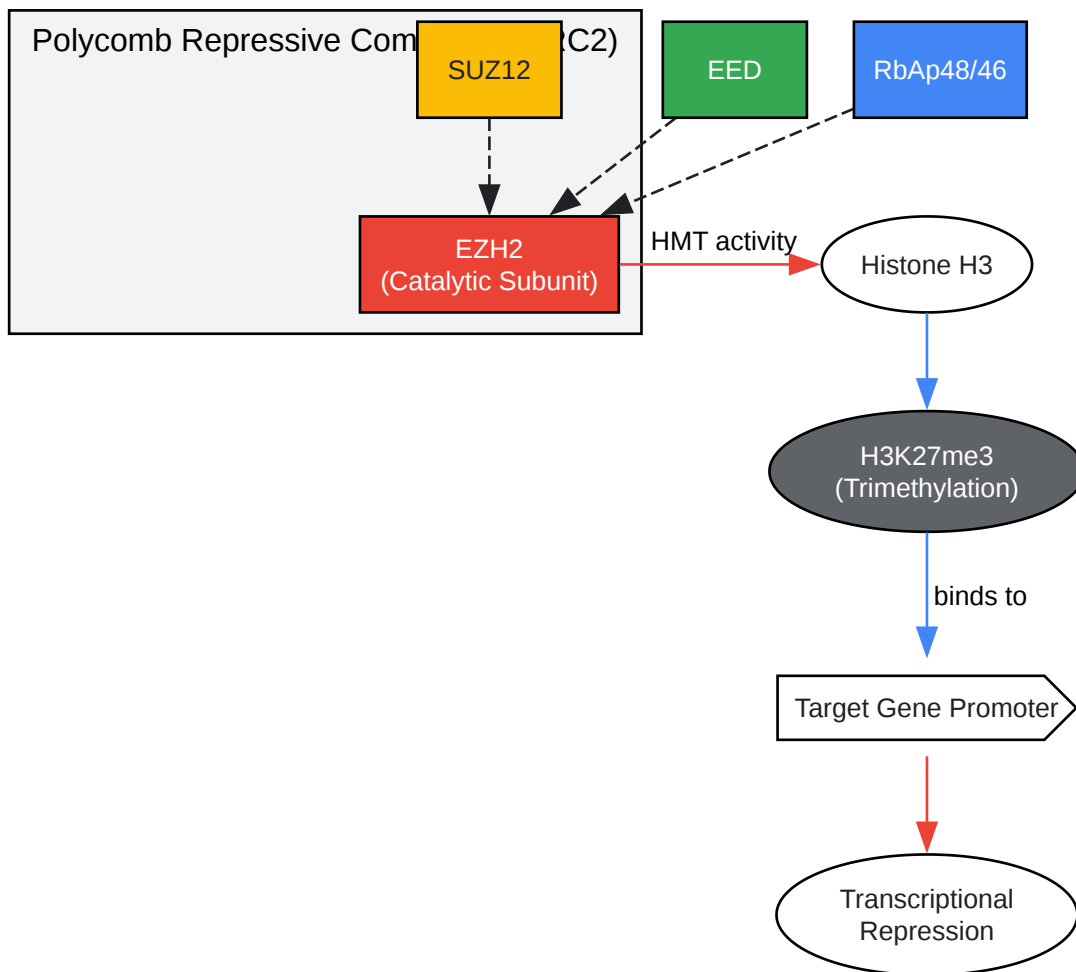 Polycomb Repressive Com RC2)
SUZ12
EED
RbAp48/46
EZH2
(Catalytic Subunit)
HMT activity
Histone H3
H3K27me3
(Trimethylation)
binds to
Target Gene Promoter
Transcriptional
Repression